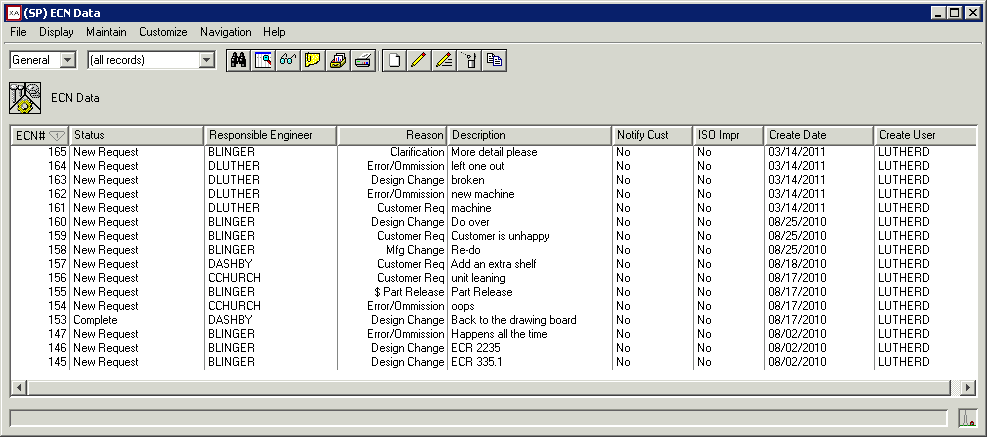 XA (SP) ECN Data
File Display Maintain Customize Navigation Help
General (all records)
ECN Data
ECN# Status Responsible Engineer Reason Description Notify Cust ISO Impr Create Date Create User
165 New Request BLINGER Clarification More detail please No No 03/14/2011 LUTHERD
164 New Request DLUTHER Error/Ommission left one out No No 03/14/2011 LUTHERD
163 New Request DLUTHER Design Change broken No No 03/14/2011 LUTHERD
162 New Request DLUTHER Error/Ommission new machine No No 03/14/2011 LUTHERD
161 New Request DLUTHER Customer Req machine No No 03/14/2011 LUTHERD
160 New Request BLINGER Design Change Do over No No 08/25/2010 LUTHERD
159 New Request BLINGER Customer Req Customer is unhappy No No 08/25/2010 LUTHERD
158 New Request BLINGER Mfg Change Re-do No No 08/25/2010 LUTHERD
157 New Request DASHBY Customer Req Add an extra shelf No No 08/18/2010 LUTHERD
156 New Request CCHURCH Customer Req unit leaning No No 08/17/2010 LUTHERD
155 New Request BLINGER $ Part Release Part Release No No 08/17/2010 LUTHERD
154 New Request CCHURCH Error/Ommission oops No No 08/17/2010 LUTHERD
153 Complete DASHBY Design Change Back to the drawing board No No 08/17/2010 LUTHERD
147 New Request BLINGER Error/Ommission Happens all the time No No 08/02/2010 LUTHERD
146 New Request BLINGER Design Change ECR 2235 No No 08/02/2010 LUTHERD
145 New Request BLINGER Design Change ECR 335.1 No No 08/02/2010 LUTHERD